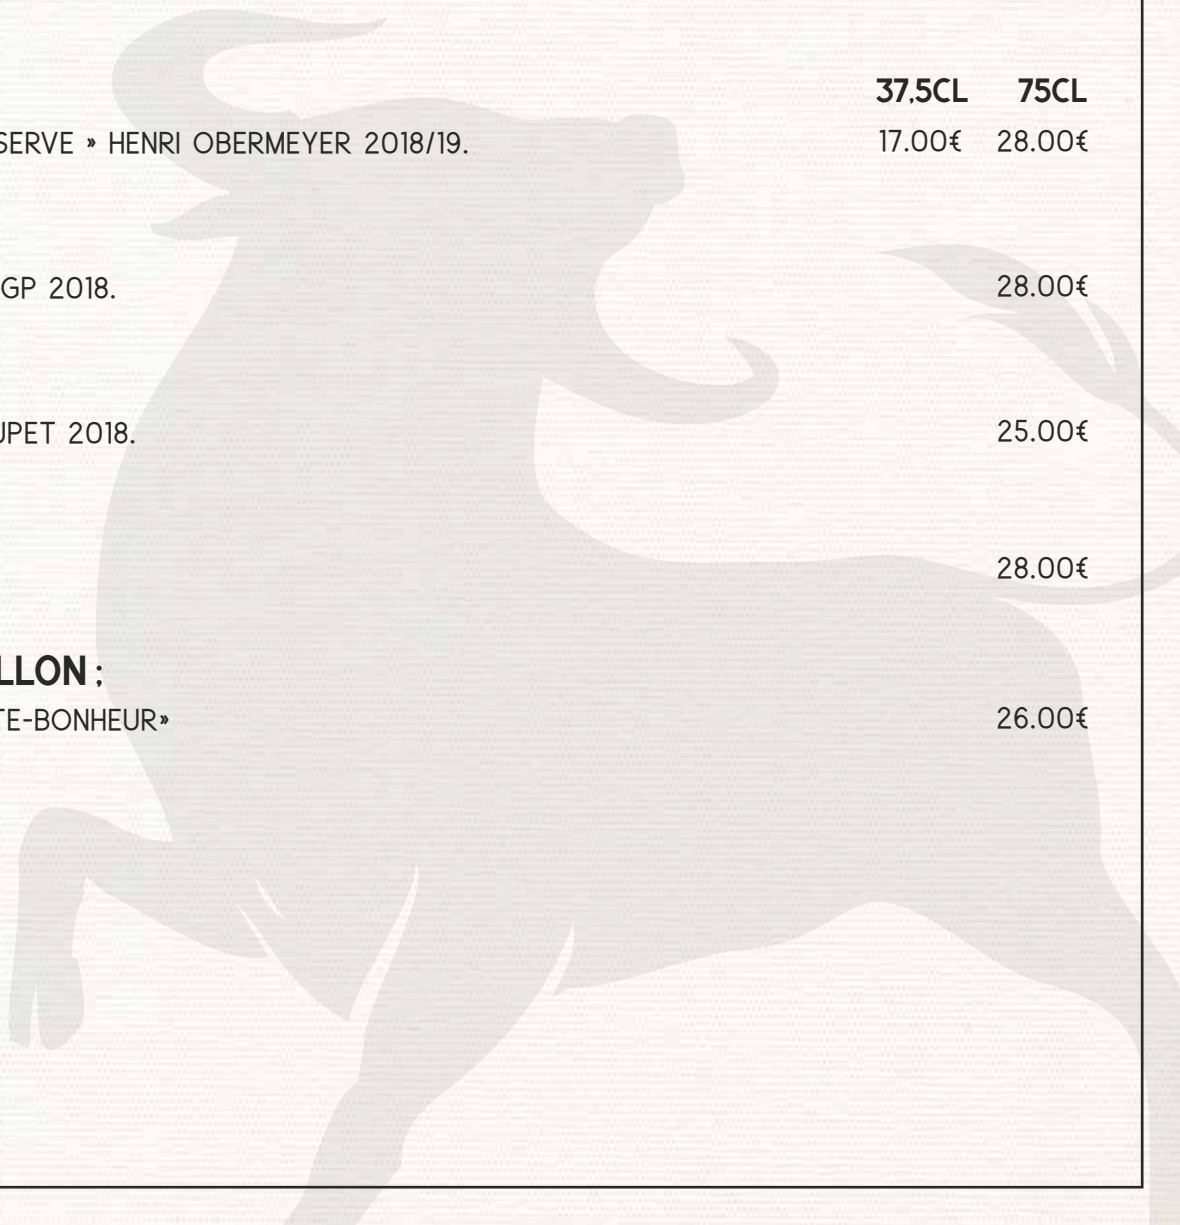 37,5CL 75CL
SERVE » HENRI OBERMEYER 2018/19. 17.00€ 28.00€
GP 2018. 28.00€
UPET 2018. 25.00€
28.00€
LLON :
TE-BONHEUR» 26.00€